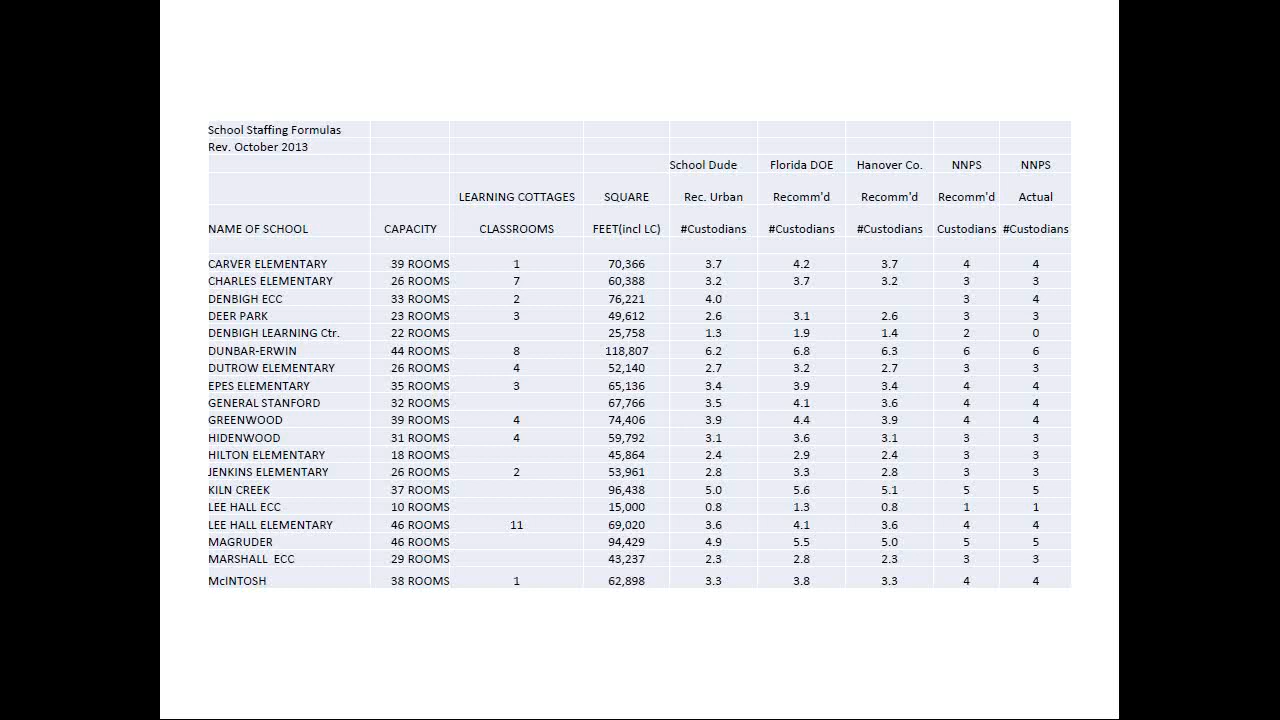 School Staffing Formulas
Rev. October 2013
School Dude Florida DOE Hanover Co. NNPS NNPS
LEARNING COTTAGES SQUARE Rec. Urban Recomm'd Recomm'd Recomm'd Actual
NAME OF SCHOOL CAPACITY CLASSROOMS FEET(incl LC) #Custodians #Custodians #Custodians Custodians #Custodians
CARVER ELEMENTARY 39 ROOMS 1 70,366 3.7 4.2 3.7 4 4
CHARLES ELEMENTARY 26 ROOMS 7 60,388 3.2 3.7 3.2 3 3
DENBIGH ECC 33 ROOMS 2 76,221 4.0 3 4
DEER PARK 23 ROOMS 3 49,612 2.6 3.1 2.6 3 3
DENBIGH LEARNING Ctr. 22 ROOMS 25,758 1.3 1.9 1.4 2 0
DUNBAR-ERWIN 44 ROOMS 8 118,807 6.2 6.8 6.3 6 6
DUTROW ELEMENTARY 26 ROOMS 4 52,140 2.7 3.2 2.7 3 3
EPES ELEMENTARY 35 ROOMS 3 65,136 3.4 3.9 3.4 4 4
GENERAL STANFORD 32 ROOMS 67,766 3.5 4.1 3.6 4 4
GREENWOOD 39 ROOMS 4 74,406 3.9 4.4 3.9 4 4
HIDENWOOD 31 ROOMS 4 59,792 3.1 3.6 3.1 3 3
HILTON ELEMENTARY 18 ROOMS 45,864 2.4 2.9 2.4 3 3
JENKINS ELEMENTARY 26 ROOMS 2 53,961 2.8 3.3 2.8 3 3
KILN CREEK 37 ROOMS 96,438 5.0 5.6 5.1 5 5
LEE HALL ECC 10 ROOMS 15,000 0.8 1.3 0.8 1 1
LEE HALL ELEMENTARY 46 ROOMS 11 69,020 3.6 4.1 3.6 4 4
MAGRUDER 46 ROOMS 94,429 4.9 5.5 5.0 5 5
MARSHALL ECC 29 ROOMS 43,237 2.3 2.8 2.3 3 3
McINTOSH 38 ROOMS 1 62,898 3.3 3.8 3.3 4 4